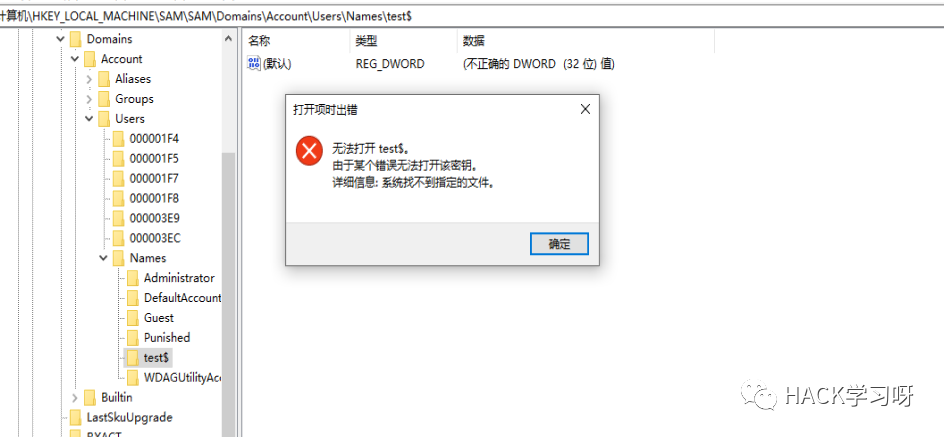 计算机\HKEY_LOCAL_MACHINE\SAM\SAM\Domains\Account\Users\Names\test$
Domains
Account
Aliases
Groups
Users
000001F4
000001F5
000001F7
000001F8
000003E9
000003EC
Names
Administrator
DefaultAccount
Guest
Punished
test$
WDAGUtilityAcc
Builtin
LastSkuUpgrade
RXACT
名称 类型 数据
(默认) REG_DWORD (不正确的 DWORD (32 位) 值)
打开项时出错
无法打开 test$。
由于某个错误无法打开该密钥。
详细信息: 系统找不到指定的文件。
确定
HACK学习呀